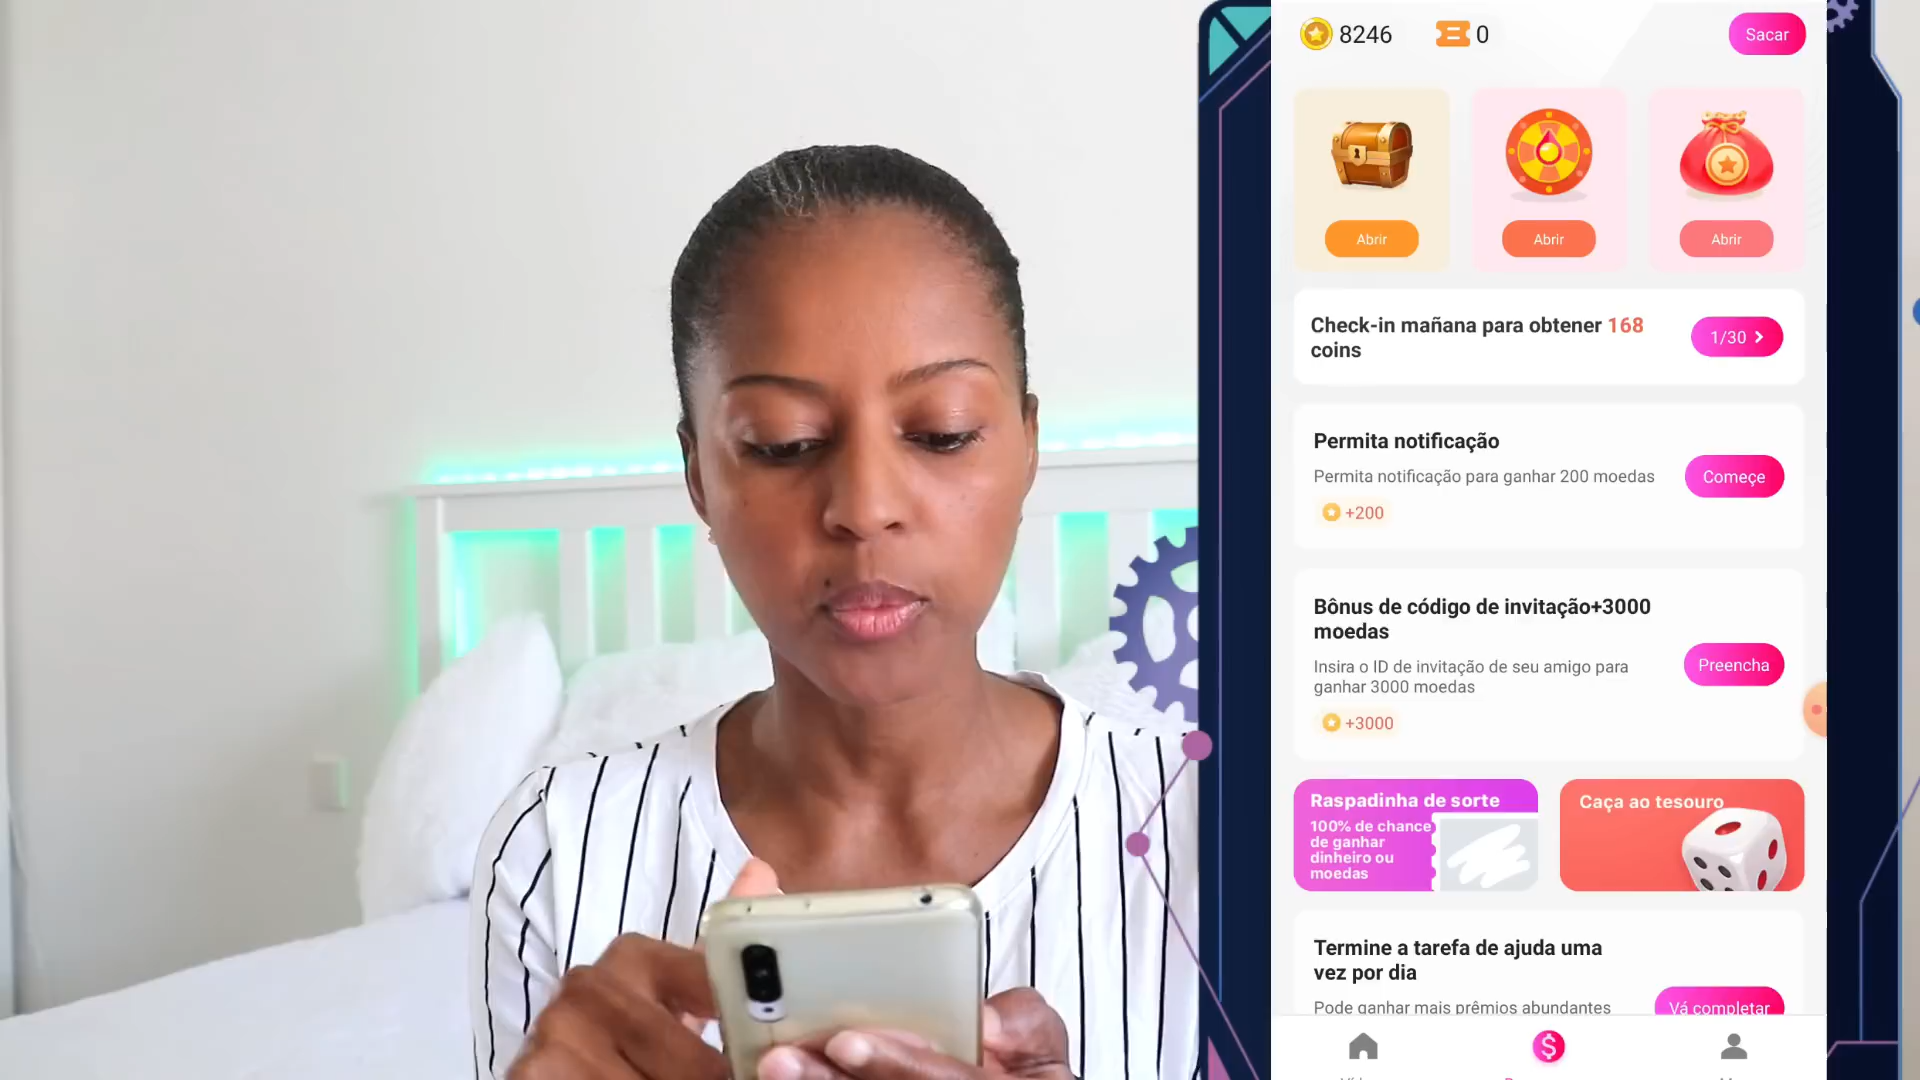 8246
0
Sacar
Abrir
Abrir
Abrir
Check-in mañana para obtener 168
coins
1/30
Permita notificação
Permita notificação para ganhar 200 moedas
Começe
+200
Bônus de código de invitação+3000
moedas
Insira o ID de invitação de seu amigo para
ganhar 3000 moedas
Preencha
+3000
Raspadinha de sorte
100% de chance
de ganhar
dinheiro ou
moedas
Caça ao tesouro
Termine a tarefa de ajuda uma
vez por dia
Pode ganhar mais prêmios abundantes
Vá completar